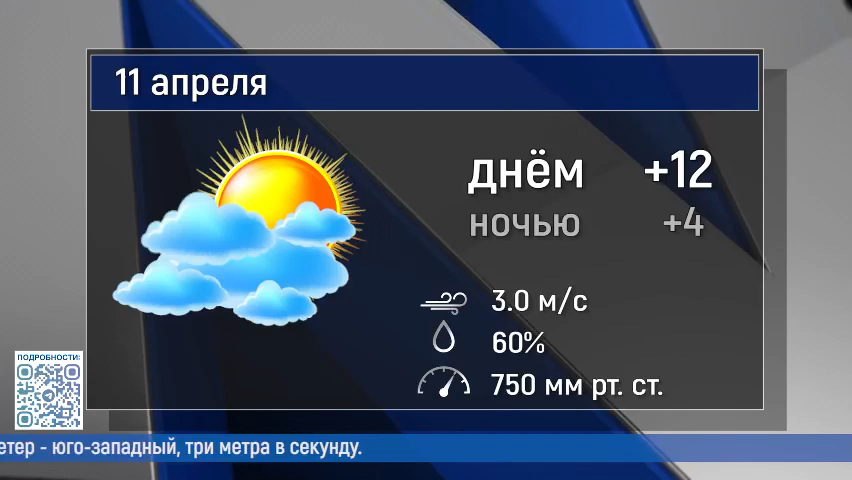 11 апреля
днём +12
ночью +4
3.0 м/с
60%
750 мм рт. ст.
ПОДРОБНОСТИ:
етер - юго-западный, три метра в секунду.